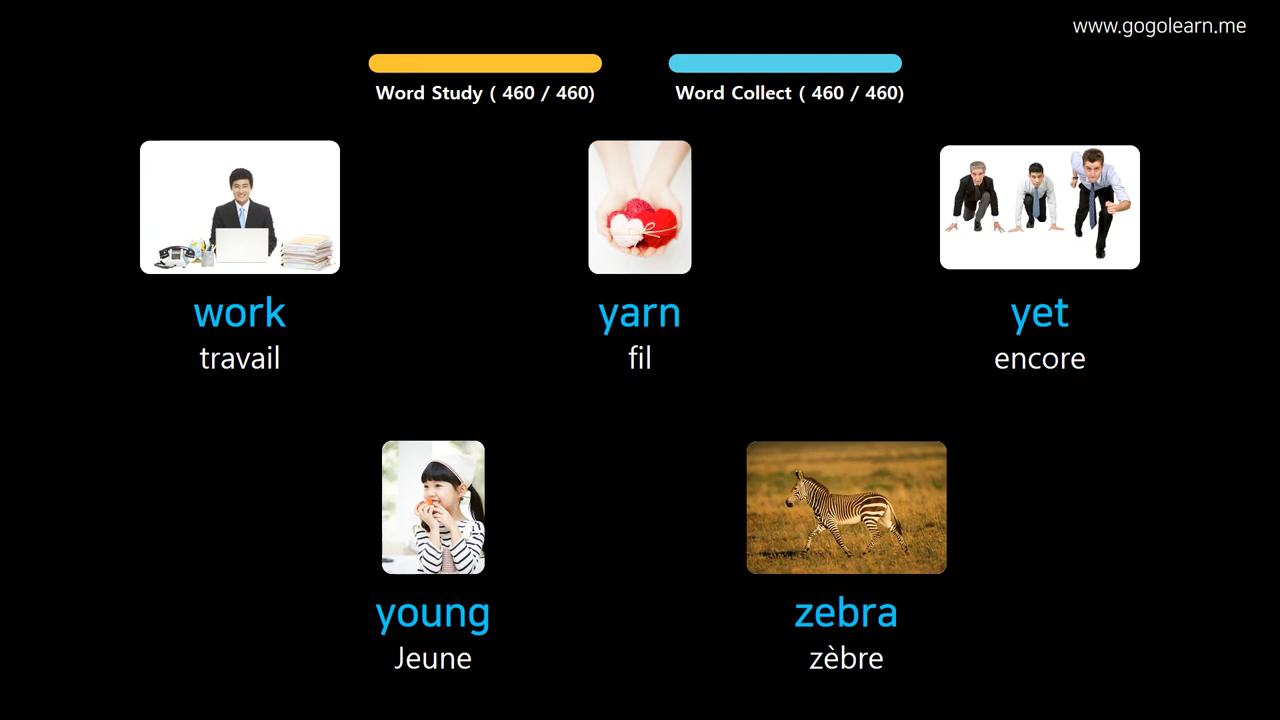 www.gogolearn.me
Word Study ( 460 / 460)
Word Collect ( 460 / 460)
work
travail
yarn
fil
yet
encore
young
Jeune
zebra
zèbre